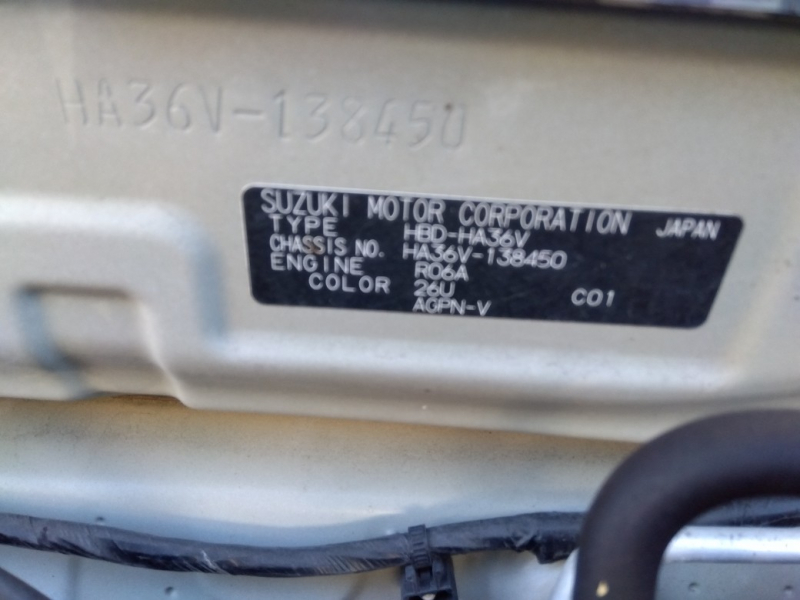 HA36V-138450
SUZUKI MOTOR CORPORATION JAPAN
TYPE HBD-HA36V
CHASSIS NO. HA36V-138450
ENGINE R06A
COLOR 26U C01
AGPN-V